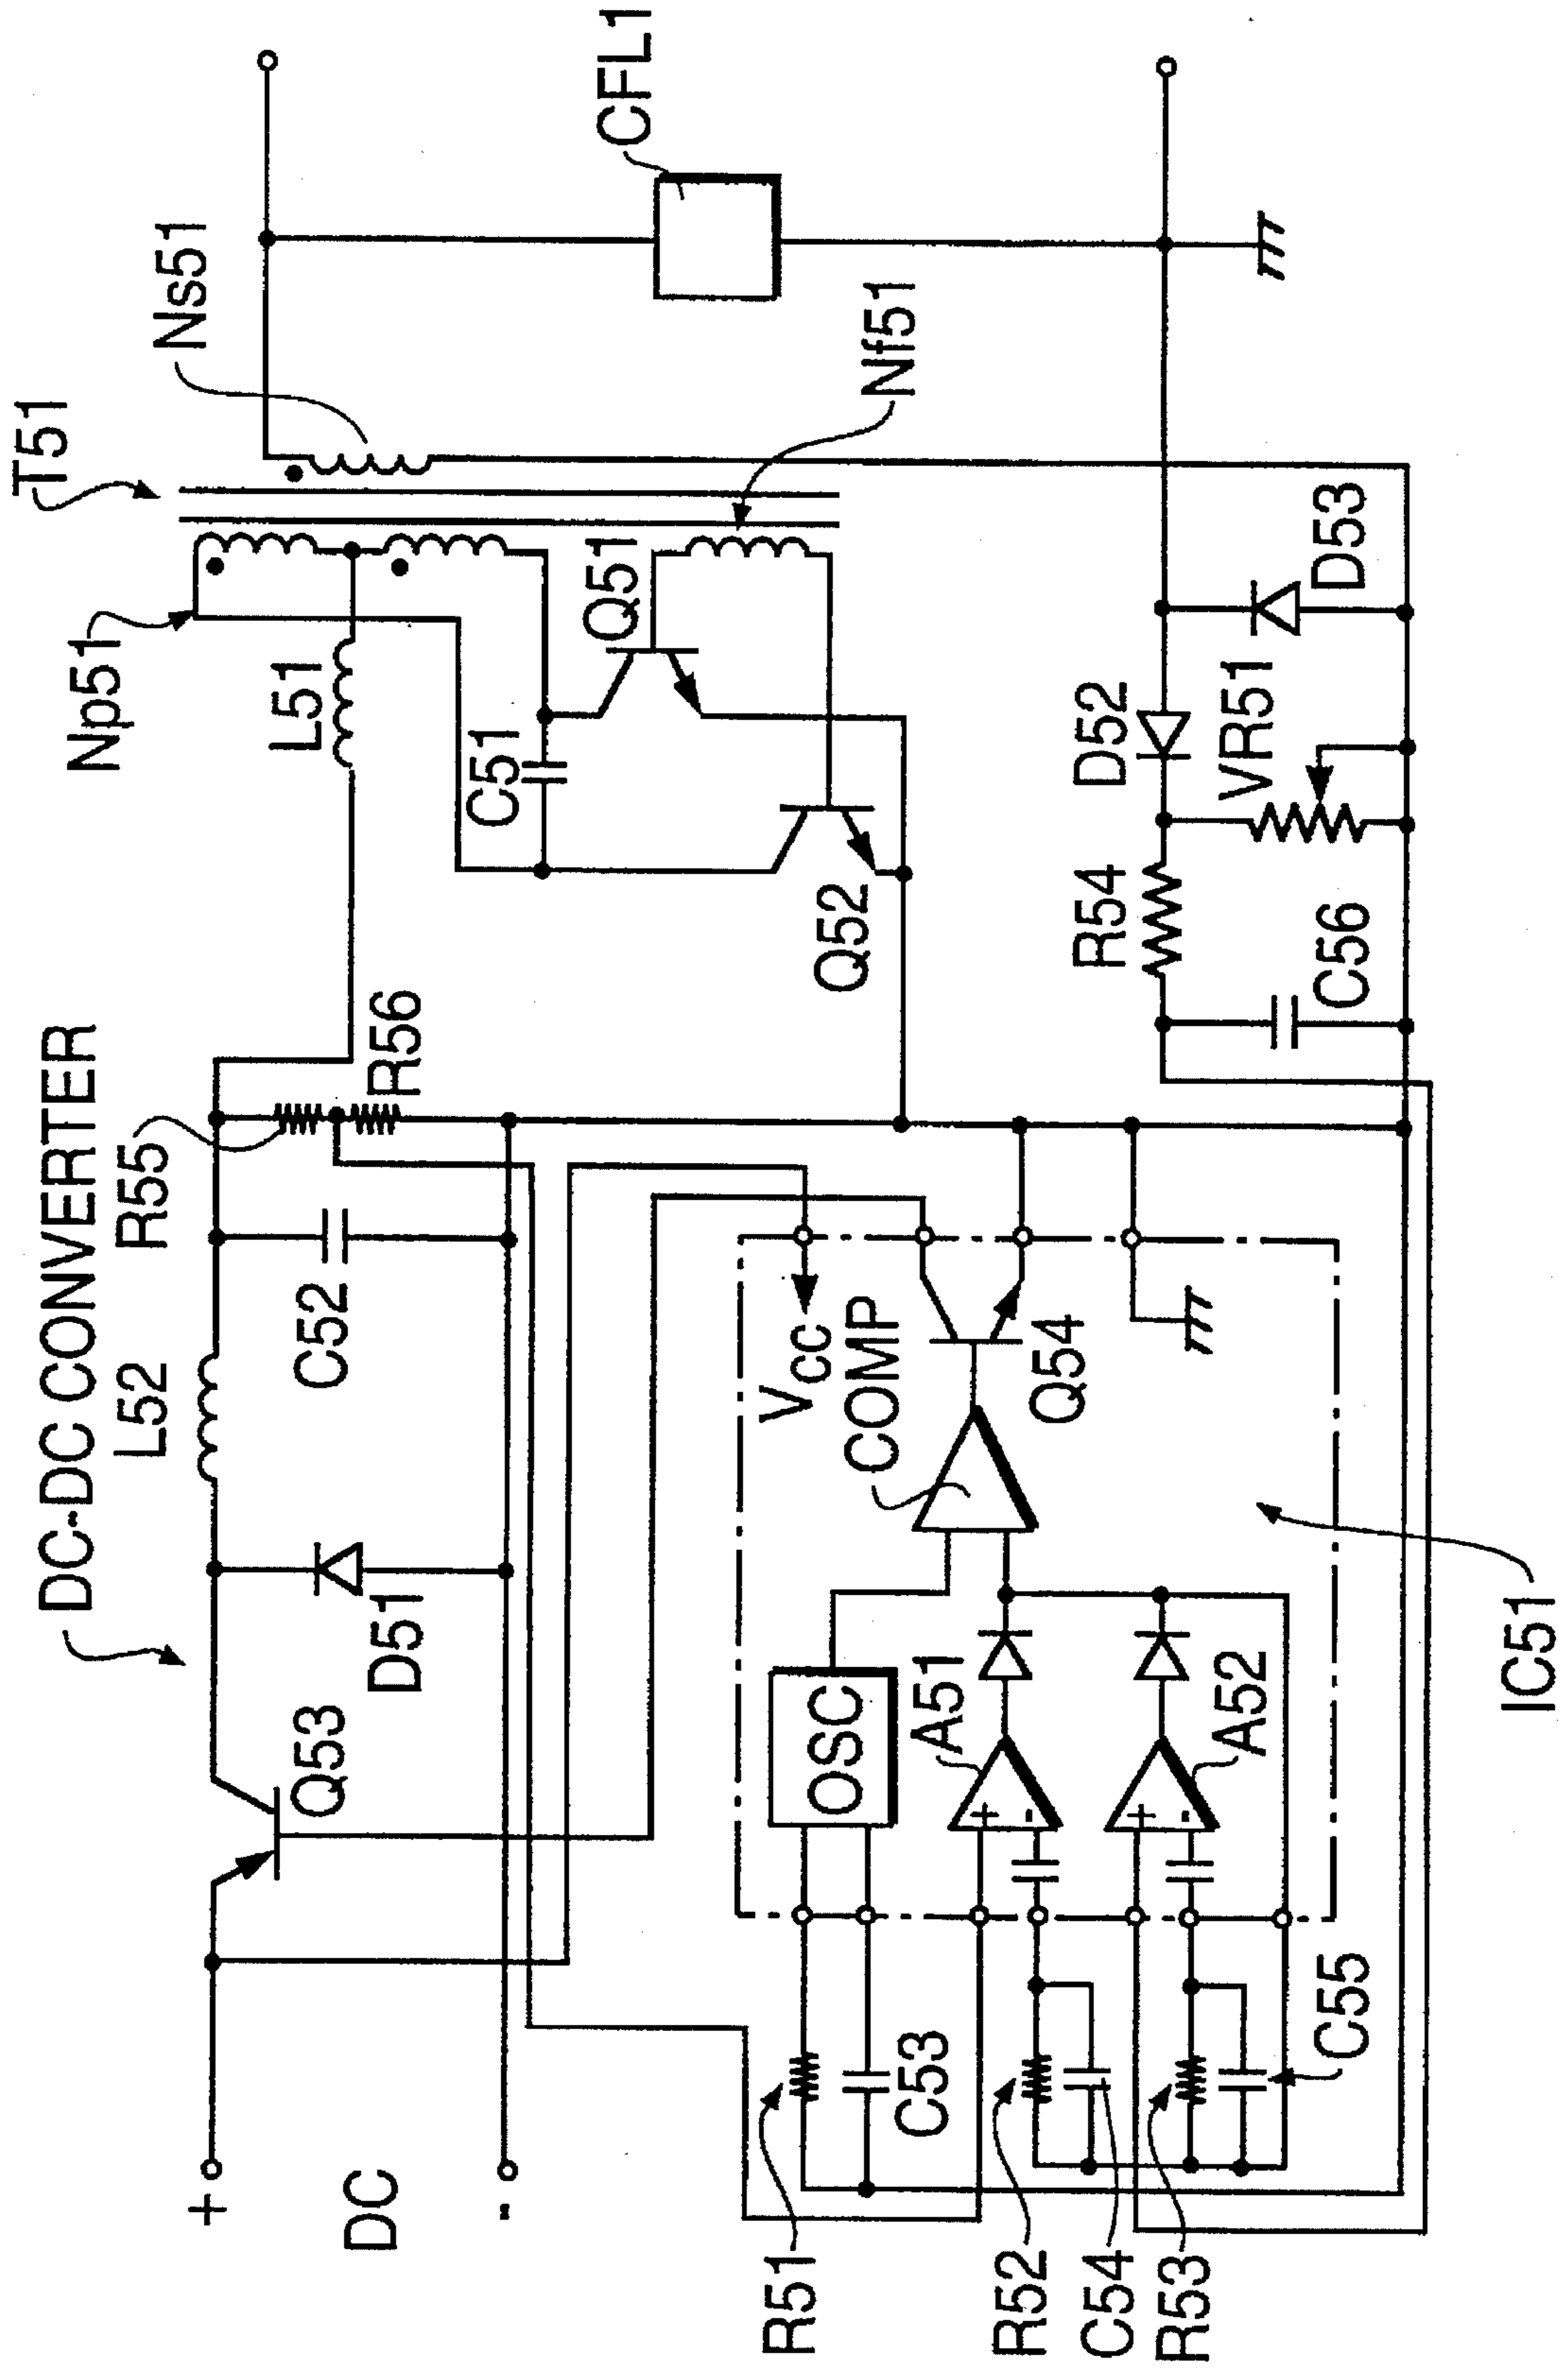 DC-DC CONVERTER
+
DC
-
Q53
D51
L52
C52
R55
R56
L51
Np51
T51
Ns51
Nf51
CFL1
C51
Q51
Q52
Vcc
COMP
Q54
OSC
A51
+
-
A52
+
-
IC51
R51
C53
R52
C54
R53
C55
R54
C56
D52
VR51
D53